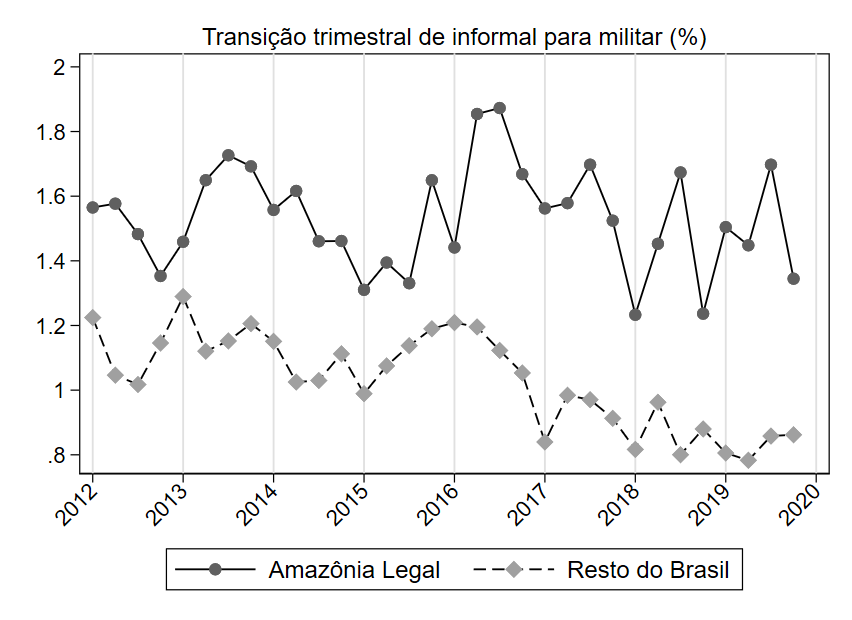 Transição trimestral de informal para militar (%)
2
1.8
1.6
1.4
1.2
1
.8
2012 2013 2014 2015 2016 2017 2018 2019 2020
Amazônia Legal Resto do Brasil